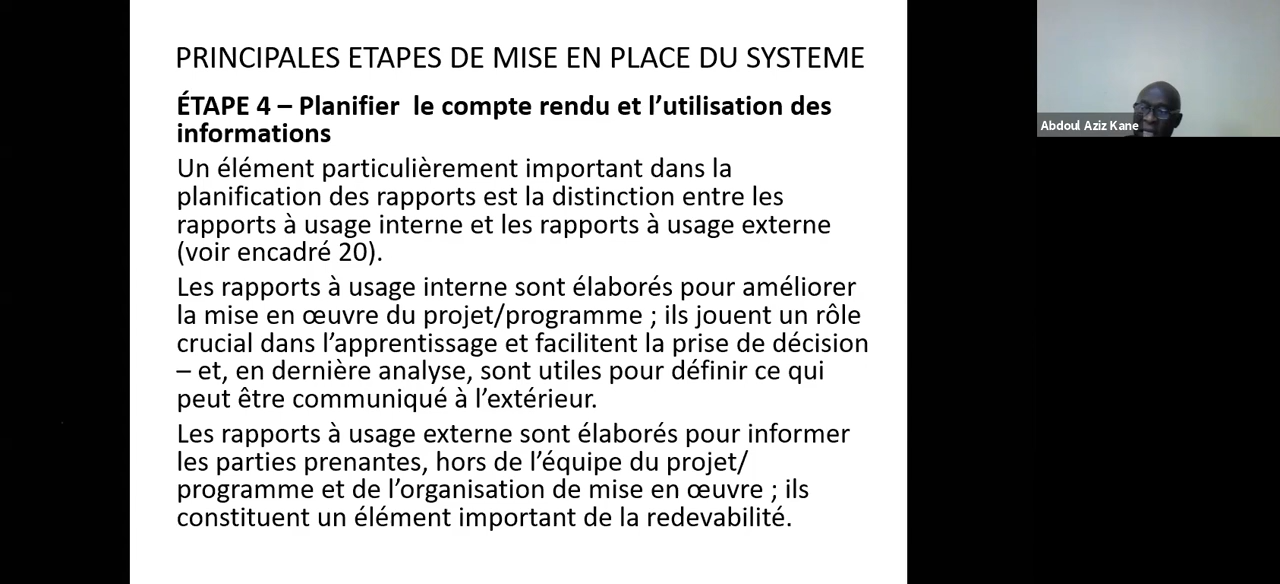 PRINCIPALES ETAPES DE MISE EN PLACE DU SYSTEME
ÉTAPE 4 – Planifier  le compte rendu et l’utilisation des
informations
Un élément particulièrement important dans la
planification des rapports est la distinction entre les
rapports à usage interne et les rapports à usage externe
(voir encadré 20).
Les rapports à usage interne sont élaborés pour améliorer
la mise en œuvre du projet/programme ; ils jouent un rôle
crucial dans l’apprentissage et facilitent la prise de décision
– et, en dernière analyse, sont utiles pour définir ce qui
peut être communiqué à l’extérieur.
Les rapports à usage externe sont élaborés pour informer
les parties prenantes, hors de l’équipe du projet/
programme et de l’organisation de mise en œuvre ; ils
constituent un élément important de la redevabilité.
Abdoul Aziz Kane